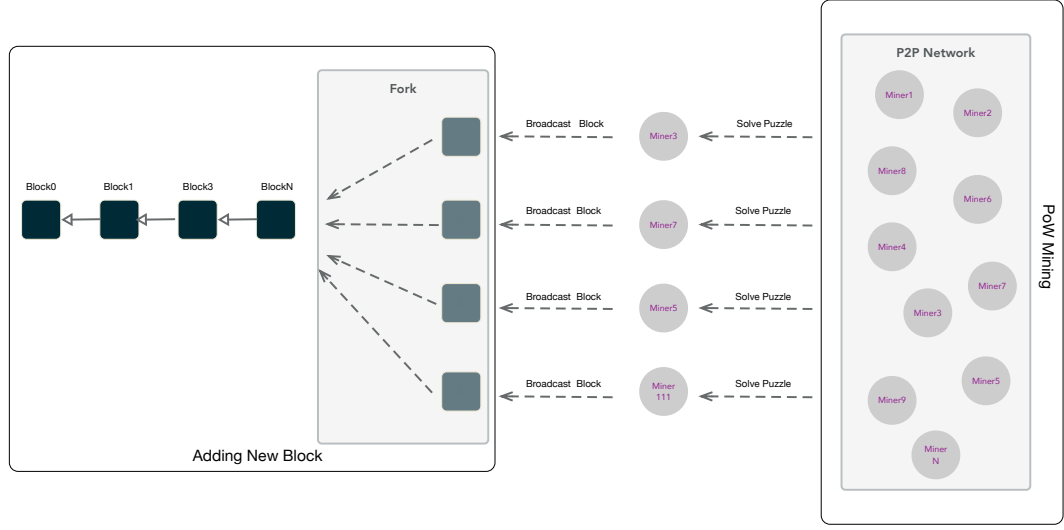 Fork
Block0
Block1
Block3
BlockN
Adding New Block
Broadcast Block
Miner3
Solve Puzzle
Broadcast Block
Miner7
Solve Puzzle
Broadcast Block
Miner5
Solve Puzzle
Broadcast Block
Miner
111
Solve Puzzle
P2P Network
Miner1
Miner2
Miner8
Miner6
Miner4
Miner7
Miner3
Miner5
Miner9
Miner
N
PoW Mining